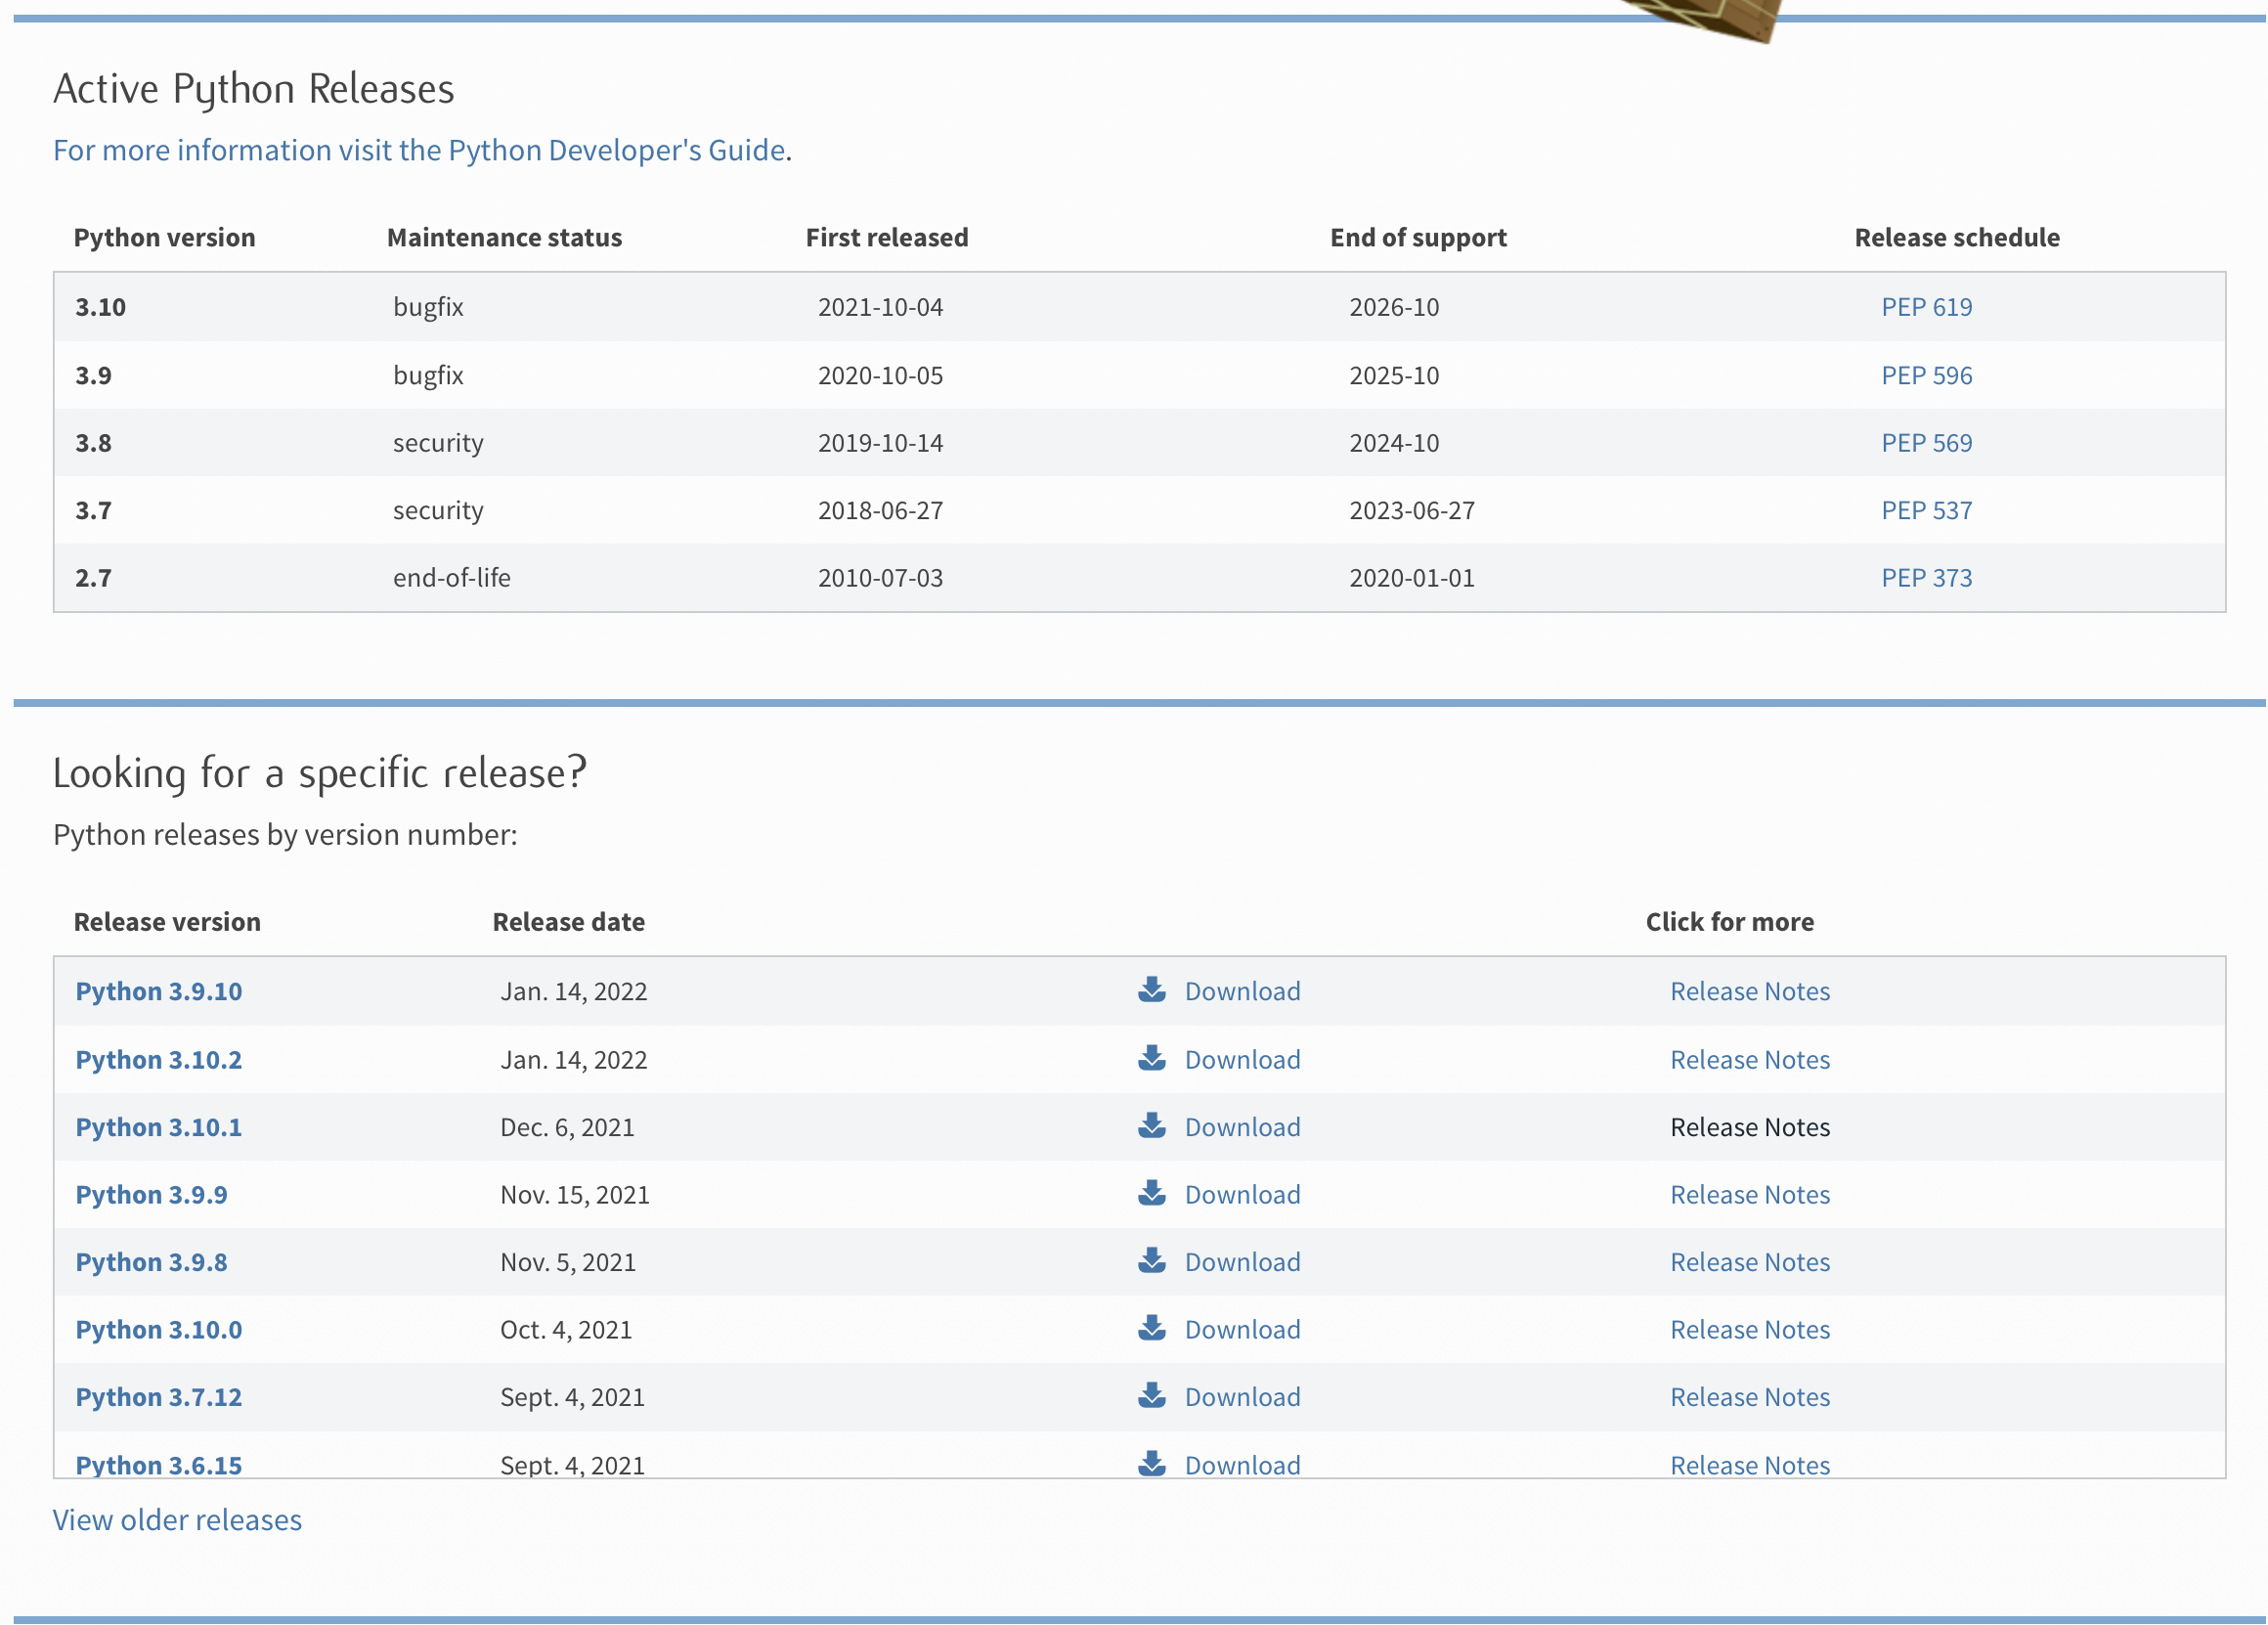 Active Python Releases
For more information visit the Python Developer's Guide.
Python version Maintenance status First released End of support Release schedule
3.10 bugfix 2021-10-04 2026-10 PEP 619
3.9 bugfix 2020-10-05 2025-10 PEP 596
3.8 security 2019-10-14 2024-10 PEP 569
3.7 security 2018-06-27 2023-06-27 PEP 537
2.7 end-of-life 2010-07-03 2020-01-01 PEP 373
Looking for a specific release?
Python releases by version number:
Release version Release date Click for more
Python 3.9.10 Jan. 14, 2022 Download Release Notes
Python 3.10.2 Jan. 14, 2022 Download Release Notes
Python 3.10.1 Dec. 6, 2021 Download Release Notes
Python 3.9.9 Nov. 15, 2021 Download Release Notes
Python 3.9.8 Nov. 5, 2021 Download Release Notes
Python 3.10.0 Oct. 4, 2021 Download Release Notes
Python 3.7.12 Sept. 4, 2021 Download Release Notes
Python 3.6.15 Sept. 4, 2021 Download Release Notes
View older releases